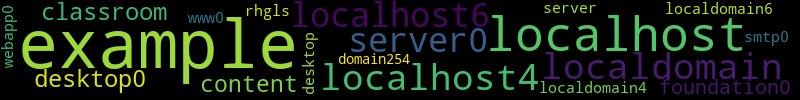 webapp0
classroom
www0
rhgls
localhost6
server
localdomain6
example
desktop
server0
localhost
smtp0
domain254
localdomain
desktop0
content
localhost4
localdomain4
foundation0